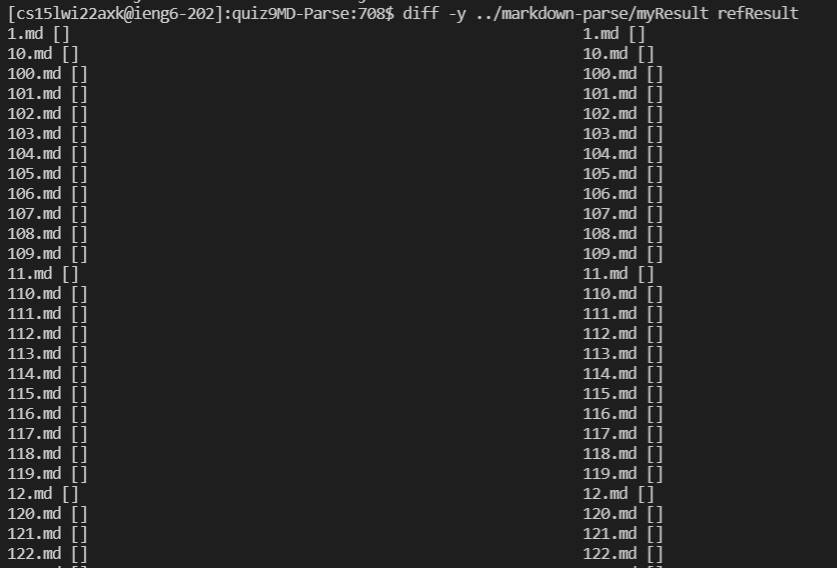 [cs15lwi22axk@ieng6-202]:quiz9MD-Parse:708$ diff -y ../markdown-parse/myResult refResult
1.md [] 1.md []
10.md [] 10.md []
100.md [] 100.md []
101.md [] 101.md []
102.md [] 102.md []
103.md [] 103.md []
104.md [] 104.md []
105.md [] 105.md []
106.md [] 106.md []
107.md [] 107.md []
108.md [] 108.md []
109.md [] 109.md []
11.md [] 11.md []
110.md [] 110.md []
111.md [] 111.md []
112.md [] 112.md []
113.md [] 113.md []
114.md [] 114.md []
115.md [] 115.md []
116.md [] 116.md []
117.md [] 117.md []
118.md [] 118.md []
119.md [] 119.md []
12.md [] 12.md []
120.md [] 120.md []
121.md [] 121.md []
122.md [] 122.md []